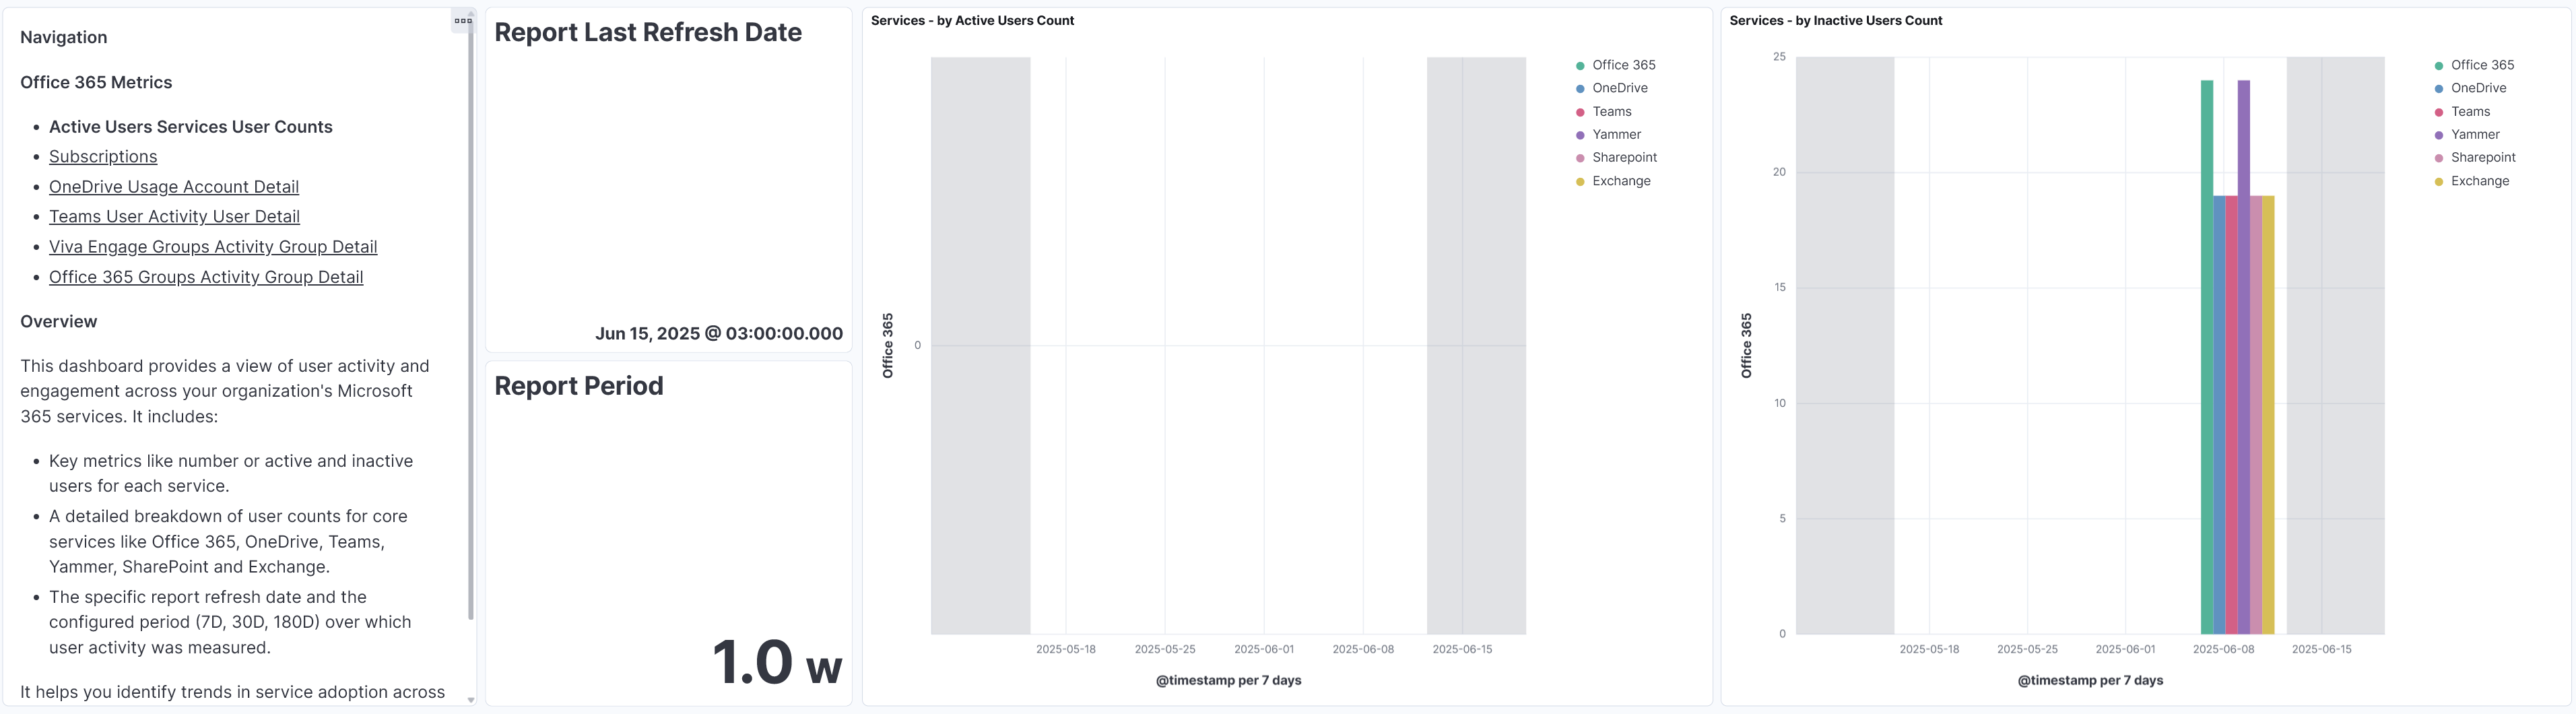 Navigation
Office 365 Metrics
• Active Users Services User Counts
• Subscriptions
• OneDrive Usage Account Detail
• Teams User Activity User Detail
• Viva Engage Groups Activity Group Detail
• Office 365 Groups Activity Group Detail
Overview
This dashboard provides a view of user activity and
engagement across your organization's Microsoft
365 services. It includes:
• Key metrics like number or active and inactive
users for each service.
• A detailed breakdown of user counts for core
services like Office 365, OneDrive, Teams,
Yammer, SharePoint and Exchange.
• The specific report refresh date and the
configured period (7D, 30D, 180D) over which
user activity was measured.
It helps you identify trends in service adoption across
Report Last Refresh Date
Jun 15, 2025 @ 03:00:00.000
Report Period
1.0 w
Services - by Active Users Count
Office 365
0
2025-05-18 2025-05-25 2025-06-01 2025-06-08 2025-06-15
@timestamp per 7 days
Office 365
OneDrive
Teams
Yammer
Sharepoint
Exchange
Services - by Inactive Users Count
Office 365
25
20
15
10
5
0
2025-05-18 2025-05-25 2025-06-01 2025-06-08 2025-06-15
@timestamp per 7 days
Office 365
OneDrive
Teams
Yammer
Sharepoint
Exchange